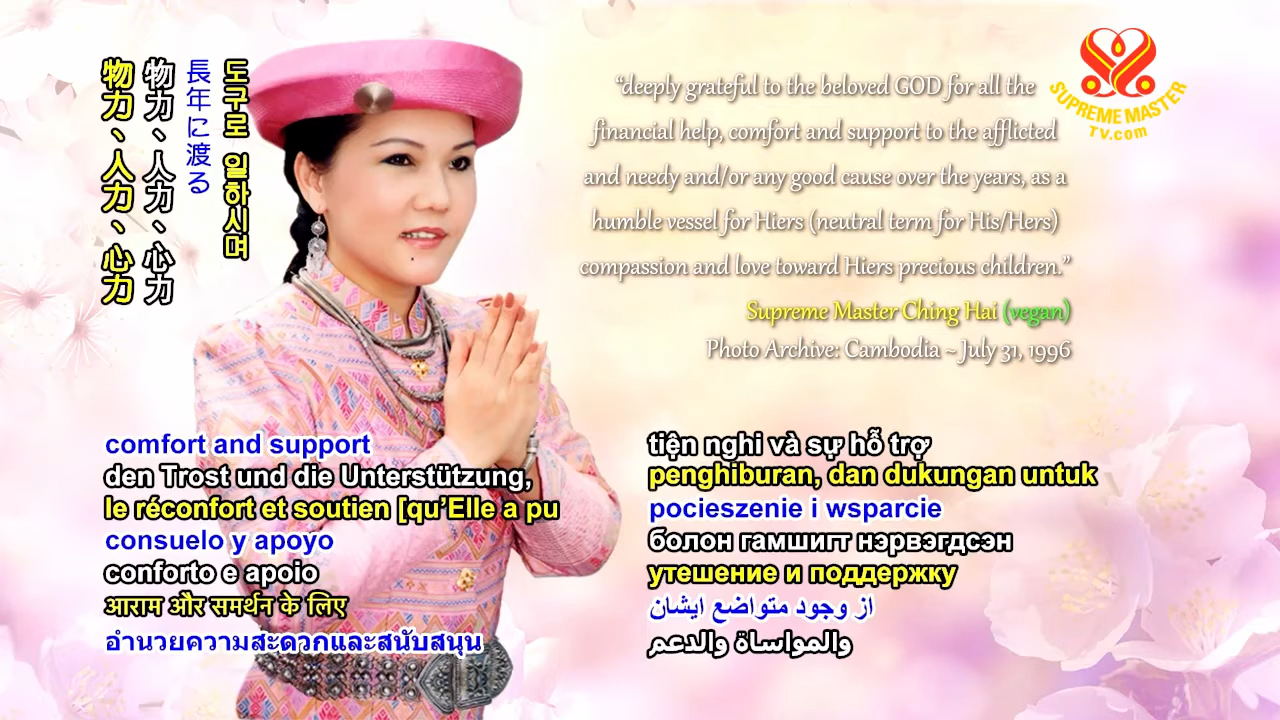 物力、人力、心力
物力、人力、心力
長年に渡る
도구로 일하시며
“deeply grateful to the beloved GOD for all the
financial help, comfort and support to the afflicted
and needy and/or any good cause over the years, as a
humble vessel for Hiers (neutral term for His/Hers)
compassion and love toward Hiers precious children.”
Supreme Master Ching Hai (vegan)
Photo Archive: Cambodia ~ July 31, 1996
SUPREME MASTER
TV.com
comfort and support
den Trost und die Unterstützung,
le réconfort et soutien [qu’Elle a pu
consuelo y apoyo
conforto e apoio
आराम और समर्थन के लिए
อำนวยความสะดวกและสนับสนุน
tiện nghi và sự hỗ trợ
penghiburan, dan dukungan untuk
pocieszenie i wsparcie
болон гамшигт нэрвэгдсэн
утешение и поддержку
از وجود متواضع ایشان
والمواساة والدعم